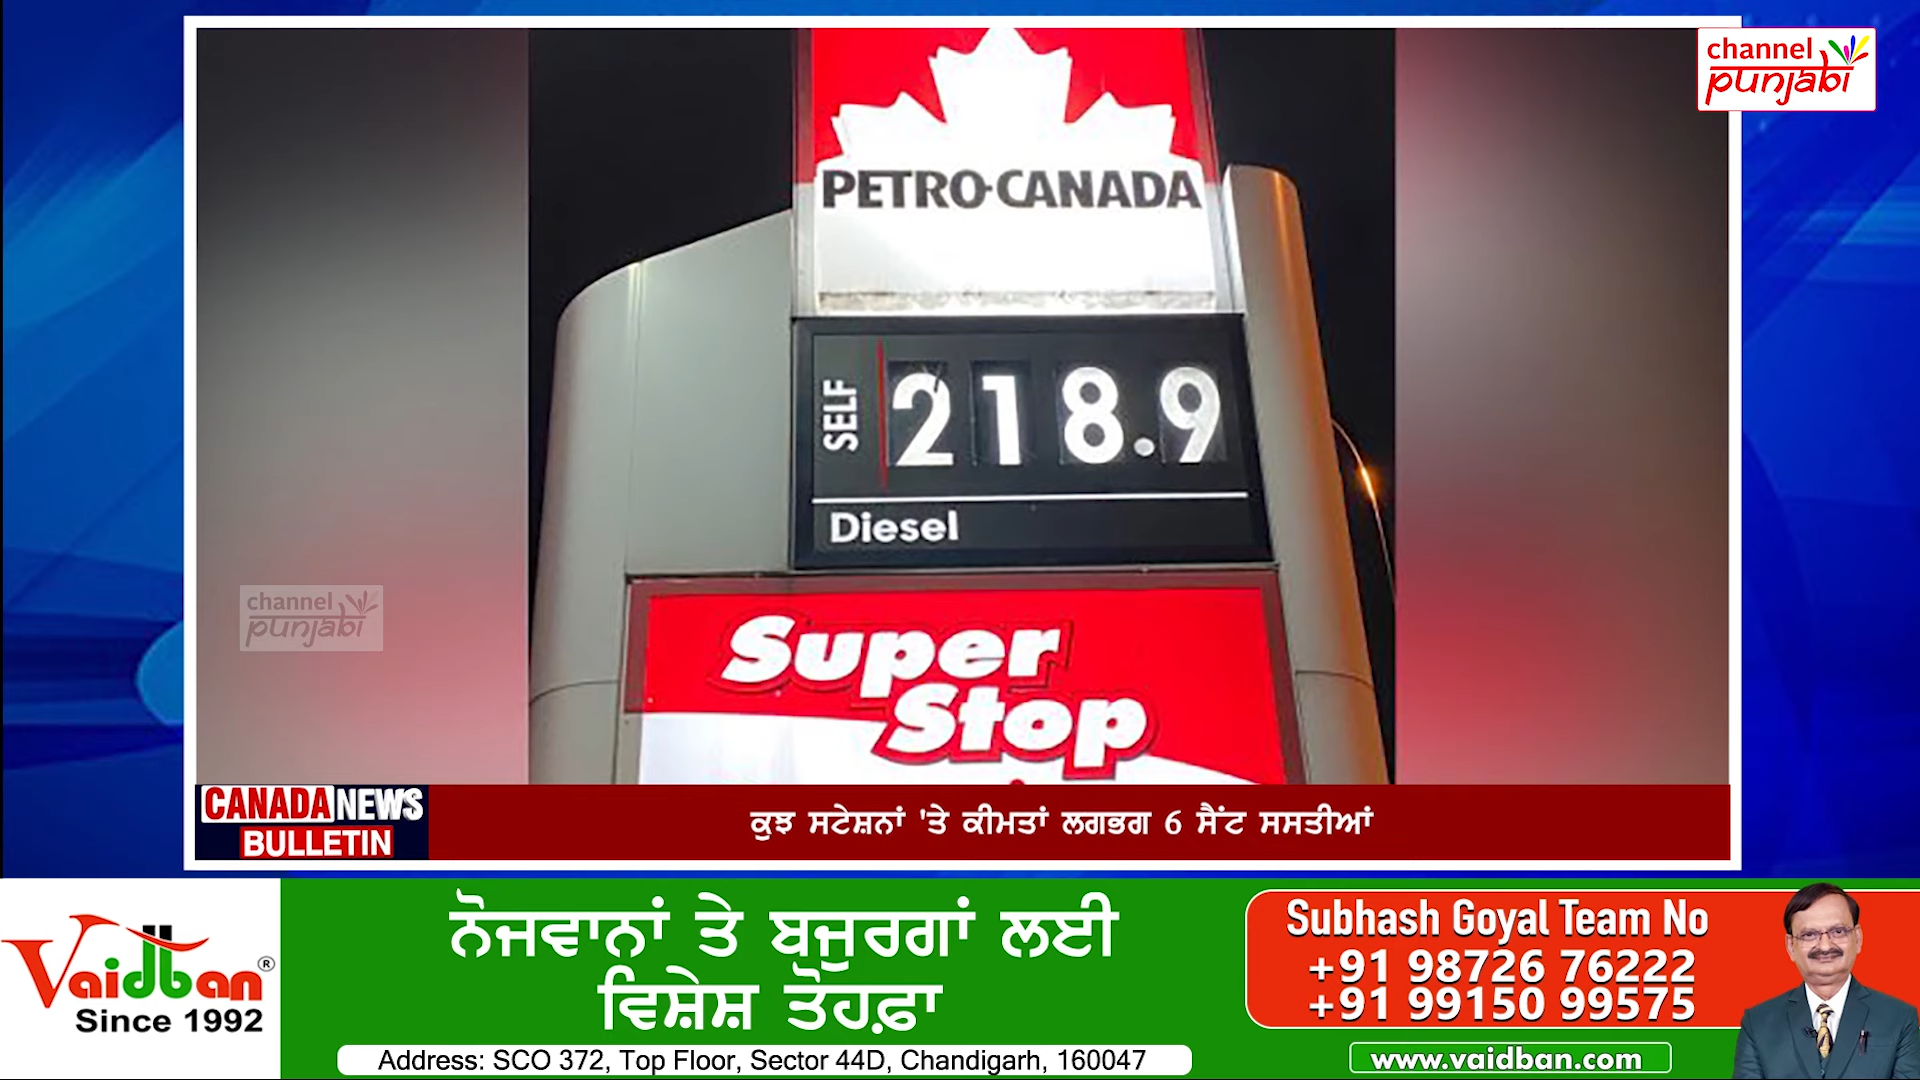 channel
punjabi
PETRO-CANADA
SELF
218.9
Diesel
Super
Stop
channel
punjabi
CANADA NEWS
BULLETIN
ਕੁਝ ਸਟੇਸ਼ਨਾਂ 'ਤੇ ਕੀਮਤਾਂ ਲਗਭਗ 6 ਸੈਂਟ ਸਸਤੀਆਂ
Vaidban®
Since 1992
ਨੋਜਵਾਨਾਂ ਤੇ ਬਜੁਰਗਾਂ ਲਈ
ਵਿਸ਼ੇਸ਼ ਤੋਹਫ਼ਾ
Address: SCO 372, Top Floor, Sector 44D, Chandigarh, 160047
Subhash Goyal Team No
+91 98726 76222
+91 99150 99575
www.vaidban.com